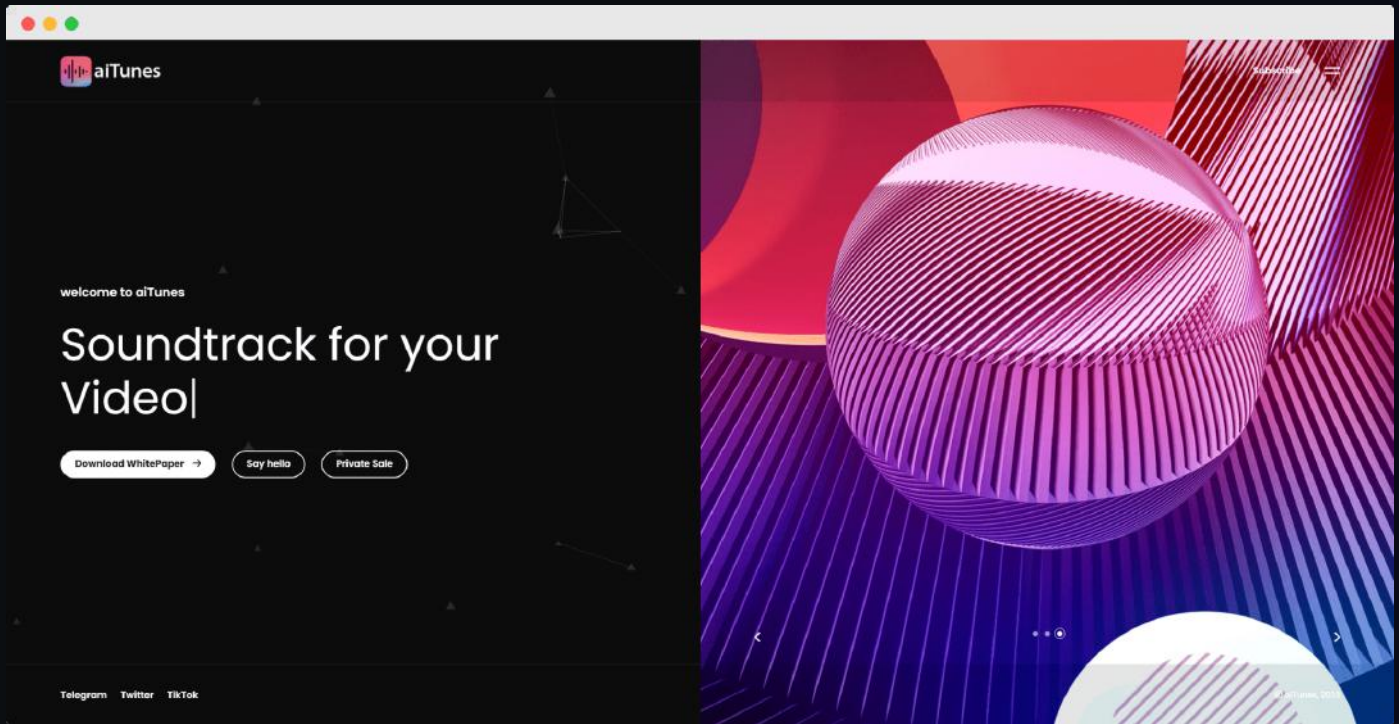 aiTunes
Subscribe
welcome to aiTunes
Soundtrack for your
Video
Download WhitePaper →
Say hello
Private Sale
Telegram Twitter TikTok